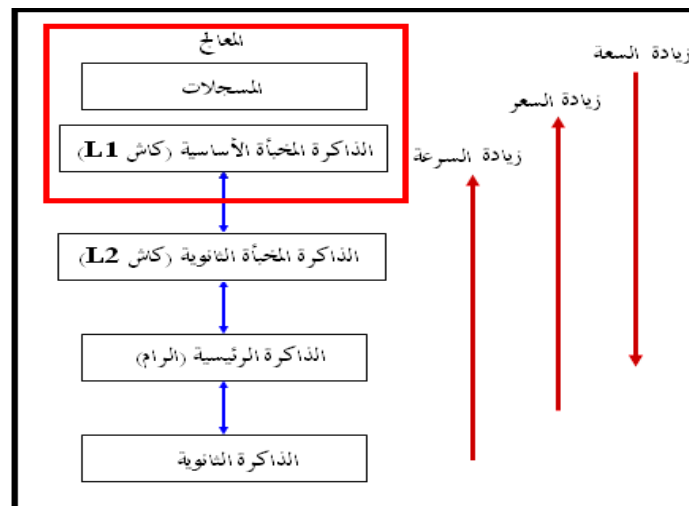 المعالج
المسجلات
الذاكرة المخبأة الأساسية (كاش L1)
الذاكرة المخبأة الثانوية (كاش L2)
الذاكرة الرئيسية (الرام)
الذاكرة الثانوية
زيادة السعة
زيادة السعر
زيادة السرعة